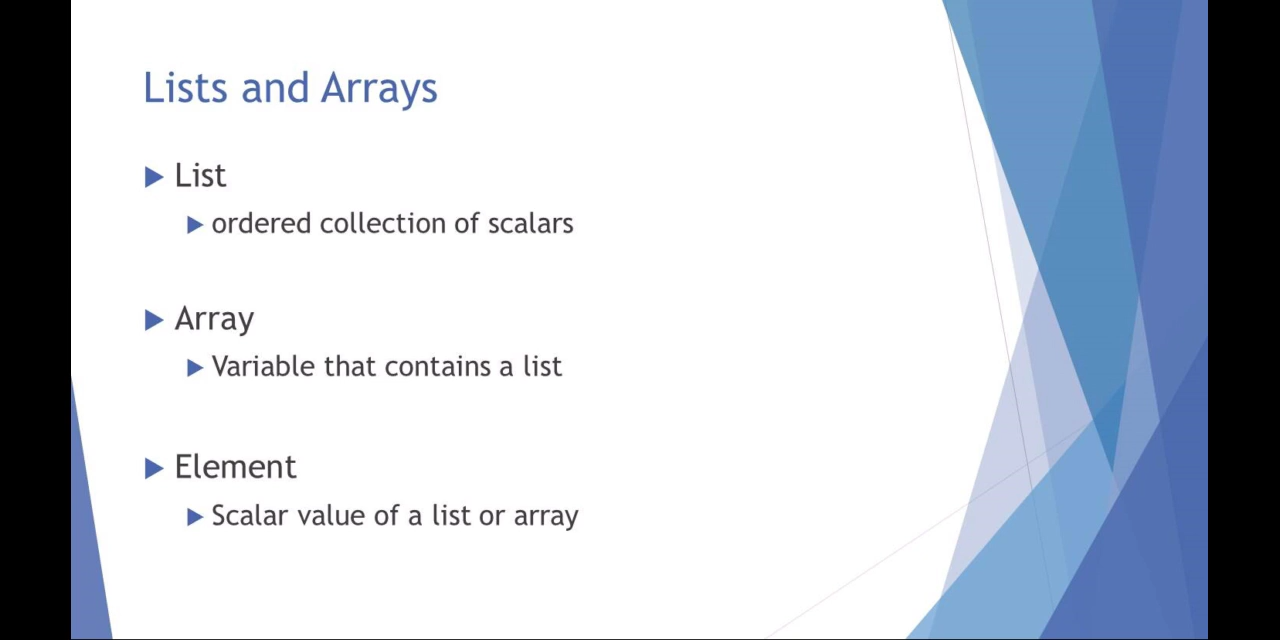 Lists and Arrays
List
ordered collection of scalars
Array
Variable that contains a list
Element
Scalar value of a list or array